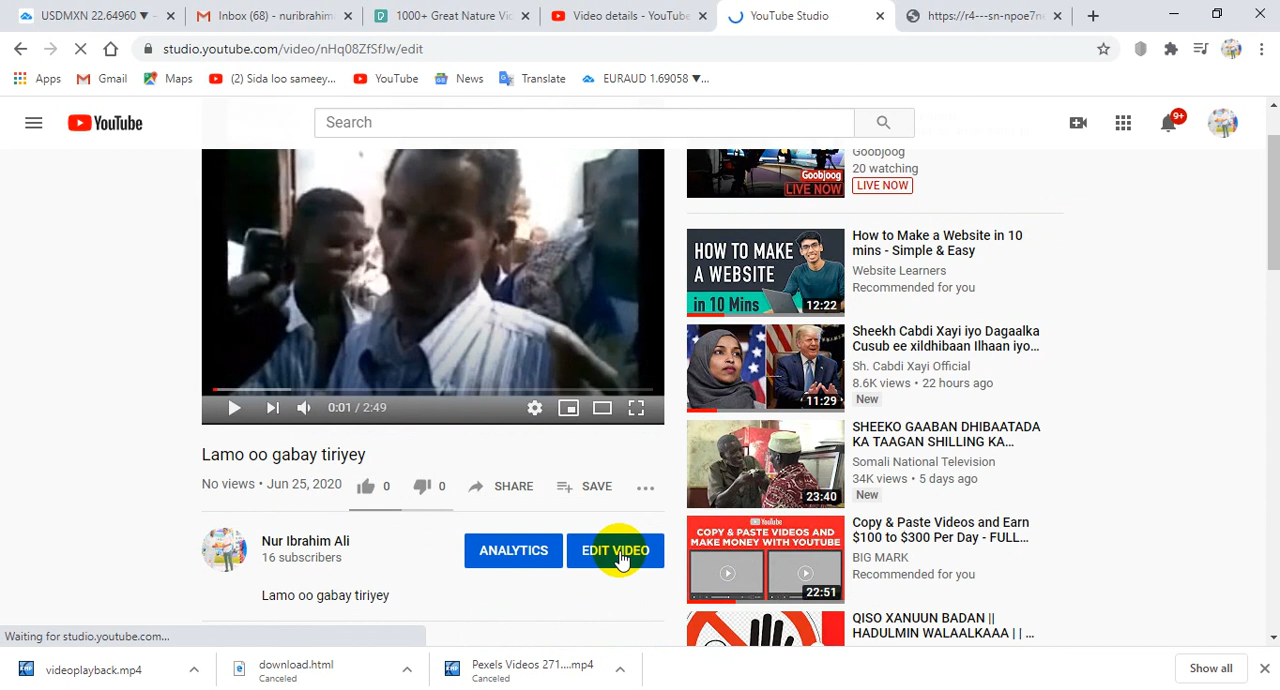 USDMXN 22.64960 ▼
Inbox (68) - nuribrahim
1000+ Great Nature Vi
Video details - YouTube
YouTube Studio
https://r4---sn-npoe7ne
studio.youtube.com/video/nHq08ZfSfJw/edit
Apps
Gmail
Maps
(2) Sida loo sameey...
YouTube
News
Translate
EURAUD 1.69058 ▼...
YouTube
Search
9+
Goobjoog
LIVE NOW
Goobjoog
20 watching
LIVE NOW
HOW TO MAKE
A WEBSITE
in 10 Mins
12:22
How to Make a Website in 10
mins - Simple & Easy
Website Learners
Recommended for you
11:29
Sheekh Cabdi Xayi iyo Dagaalka
Cusub ee xildhibaan Ilhaan iyo...
Sh. Cabdi Xayi Official
8.6K views • 22 hours ago
New
0:01 / 2:49
23:40
SHEEKO GAABAN DHIBAATADA
KA TAAGAN SHILLING KA...
Somali National Television
34K views • 5 days ago
New
Lamo oo gabay tiriyey
No views • Jun 25, 2020
0
0
SHARE
SAVE
Nur Ibrahim Ali
16 subscribers
ANALYTICS
EDIT VIDEO
Lamo oo gabay tiriyey
YouTube
COPY & PASTE VIDEOS AND
MAKE MONEY WITH YOUTUBE
22:51
Copy & Paste Videos and Earn
$100 to $300 Per Day - FULL...
BIG MARK
Recommended for you
QISO XANUUN BADAN ||
HADULMIN WALAALKAAA | | ...
Waiting for studio.youtube.com...
videoplayback.mp4
download.html
Canceled
Pexels Videos 271....mp4
Canceled
Show all